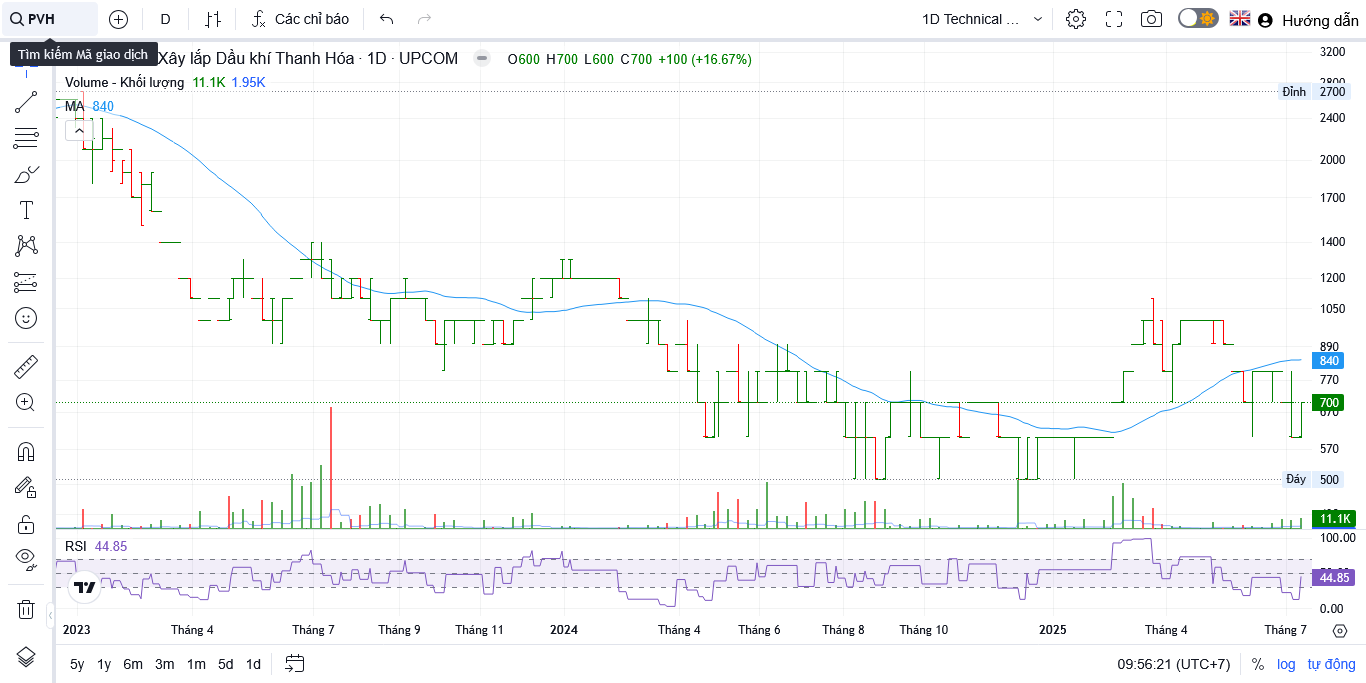 PVH
D
Các chỉ báo
1D Technical ...
Hướng dẫn
Tìm kiếm Mã giao dịch
Xây lắp Dầu khí Thanh Hóa · 1D · UPCOM
O600 H700 L600 C700 +100 (+16.67%)
Volume - Khối lượng 11.1K 1.95K
MA 840
3200
2800
Đỉnh 2700
2400
2000
1700
1400
1200
1050
890
840
770
700
670
570
Đáy 500
11.1K
RSI 44.85
100.00
44.85
0.00
2023 Tháng 4 Tháng 7 Tháng 9 Tháng 11 2024 Tháng 4 Tháng 6 Tháng 8 Tháng 10 2025 Tháng 4 Tháng 7
5y 1y 6m 3m 1m 5d 1d
09:56:21 (UTC+7) % log tự động